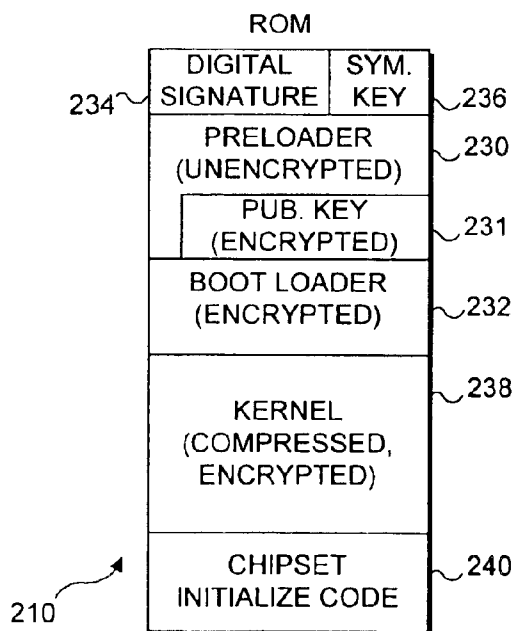 ROM
DIGITAL SIGNATURE
SYM. KEY
234
236
PRELOADER
(UNENCRYPTED)
230
PUB. KEY
(ENCRYPTED)
231
BOOT LOADER
(ENCRYPTED)
232
238
KERNEL
(COMPRESSED,
ENCRYPTED)
CHIPSET
INITIALIZE CODE
240
210